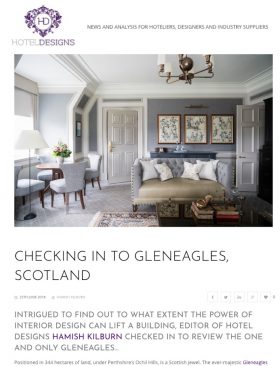 HD
HOTELDESIGNS
NEWS AND ANALYSIS FOR HOTELIERS, DESIGNERS AND INDUSTRY SUPPLIERS
CHECKING IN TO GLENEAGLES,
SCOTLAND
HAMISH KILBURN
INTRIGUED TO FIND OUT TO WHAT EXTENT THE POWER OF
INTERIOR DESIGN CAN LIFT A BUILDING, EDITOR OF HOTEL
DESIGNS HAMISH KILBURN CHECKED IN TO REVIEW THE ONE
AND ONLY GLENEAGLES...
Positioned in 344 hectares of land, under Perthshire's Ochil Hills, is a Scottish jewel. The ever-majestic Gleneagles